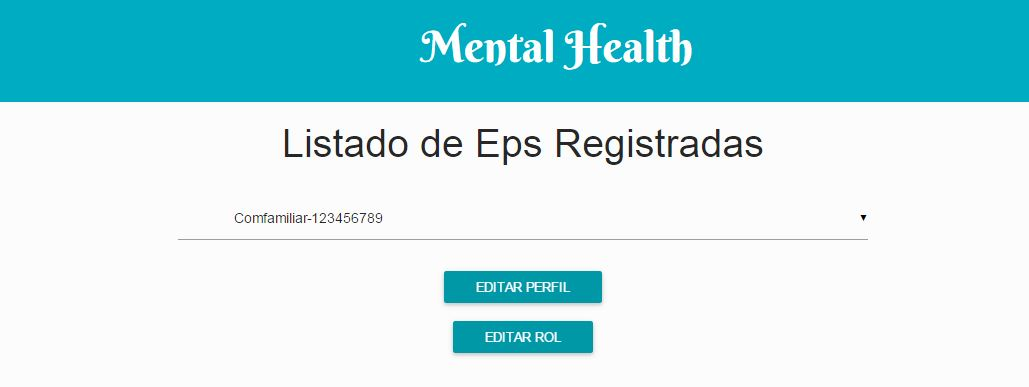 Mental Health
Listado de Eps Registradas
Comfamiliar-123456789
EDITAR PERFIL
EDITAR ROL